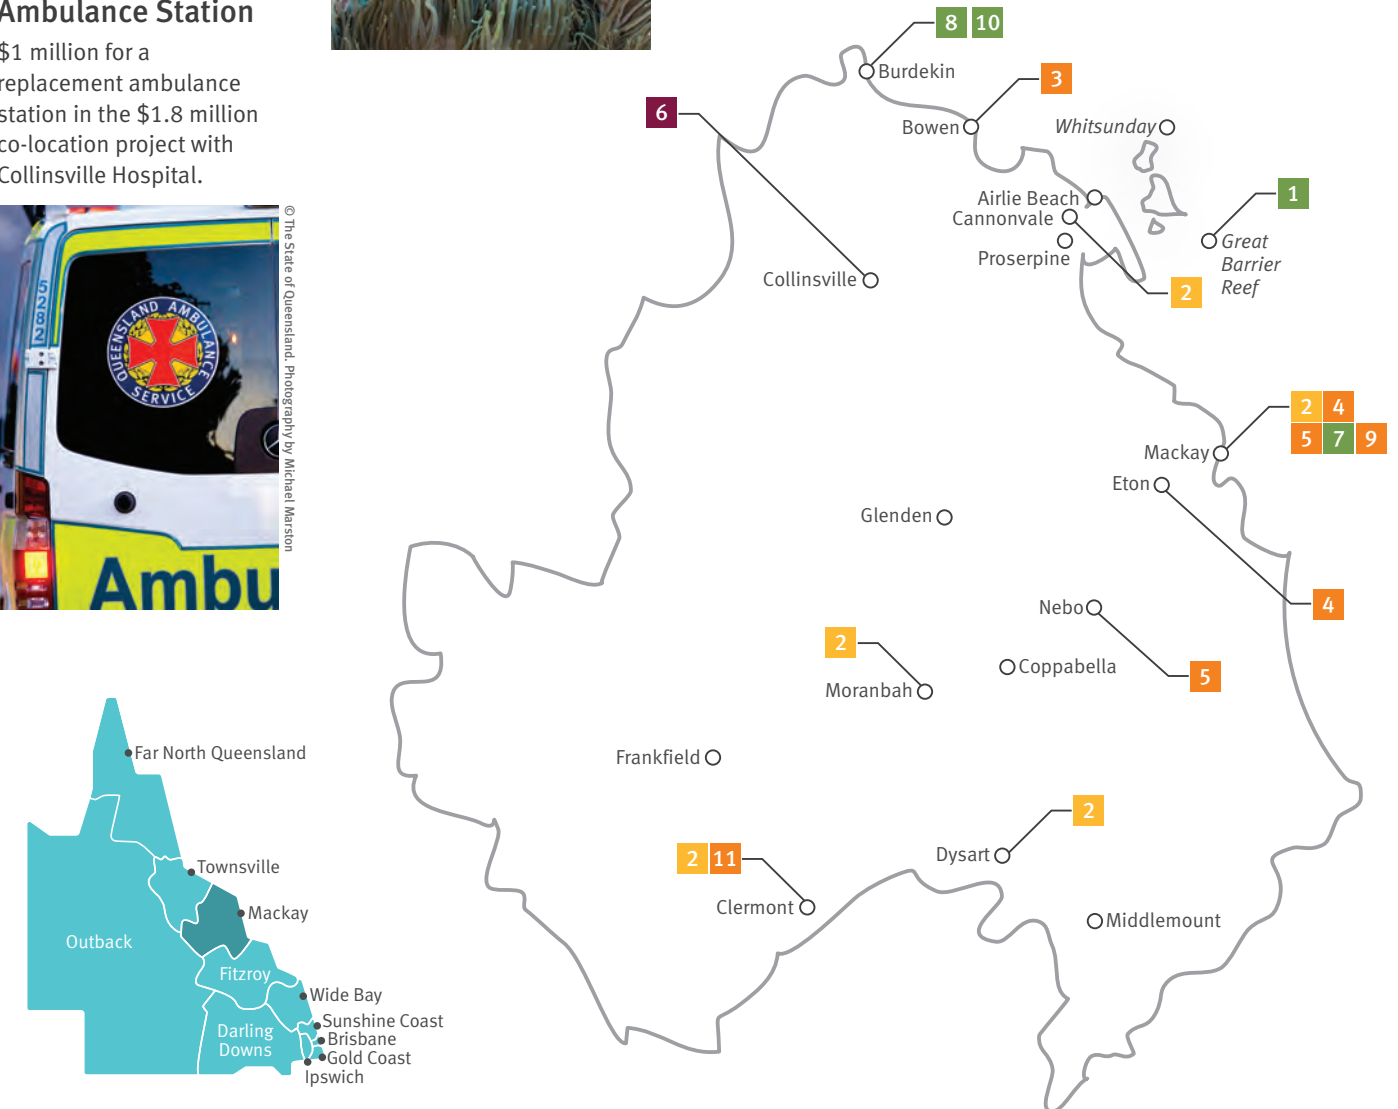 Ambulance Station
$1 million for a
replacement ambulance
station in the $1.8 million
co-location project with
Collinsville Hospital.
© The State of Queensland. Photography by Michael Marston
5282
QUEENSLAND AMBULANCE
SERVICE
Ambu
8 10
Burdekin
3
6
Bowen
Whitsunday
Airlie Beach
1
Cannonvale
Great
Barrier
Reef
Proserpine
Collinsville
2
2 4
5 7 9
Mackay
Eton
Glenden
4
Nebo
2
Coppabella
5
Moranbah
Frankfield
2
Dysart
2 11
Clermont
Middlemount
Far North Queensland
Townsville
Mackay
Outback
Fitzroy
Wide Bay
Sunshine Coast
Darling
Downs
Brisbane
Gold Coast
Ipswich